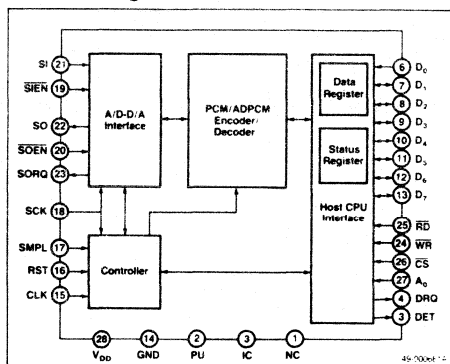 SI 21
SIEN 19
SO 22
SOEN 20
SORQ 23
SCK 18
SMPL 17
RST 16
CLK 15
A/D-D/A
Interface
PCM/ADPCM
Encoder/
Decoder
Controller
Data
Register
Status
Register
Host CPU
Interface
6 D0
7 D1
8 D2
9 D3
10 D4
11 D5
12 D6
13 D7
25 RD
24 WR
26 CS
27 A0
4 DRQ
3 DET
28 14 2 3 1
VDD GND PU IC NC